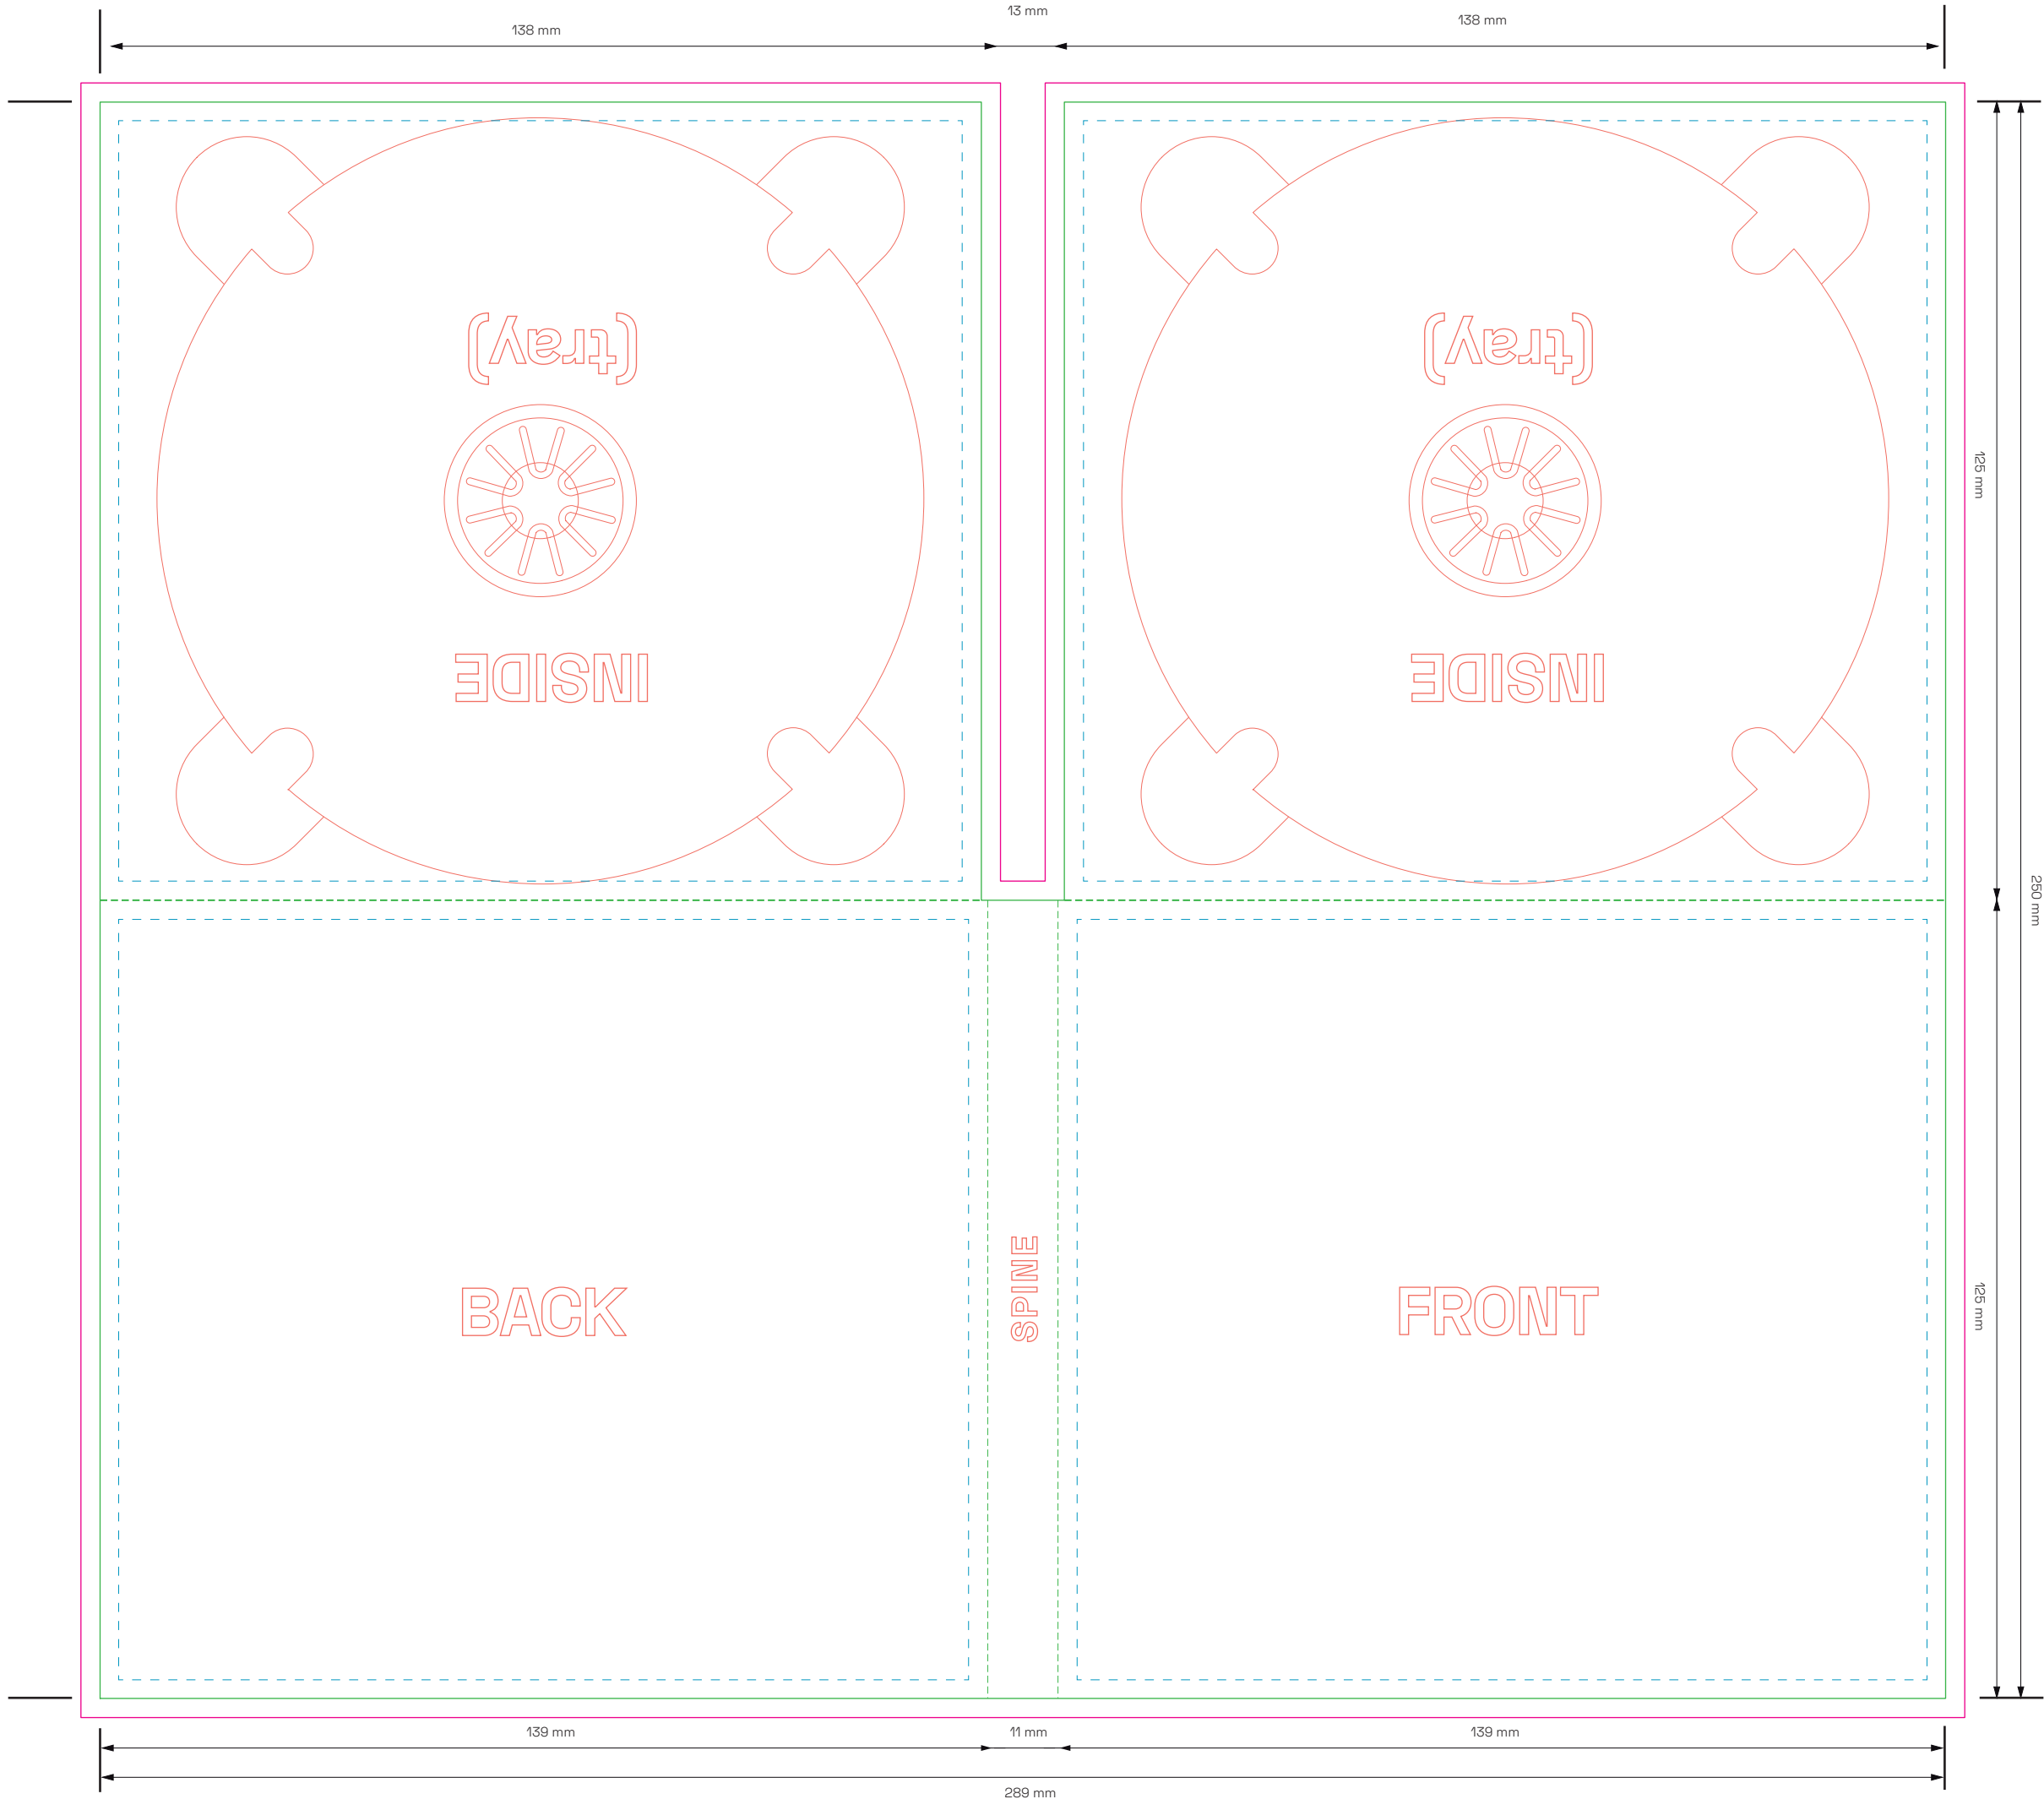 13 mm
138 mm
138 mm
(tray)
(tray)
125 mm
INSIDE
INSIDE
250 mm
SPINE
BACK
FRONT
125 mm
139 mm
11 mm
139 mm
289 mm